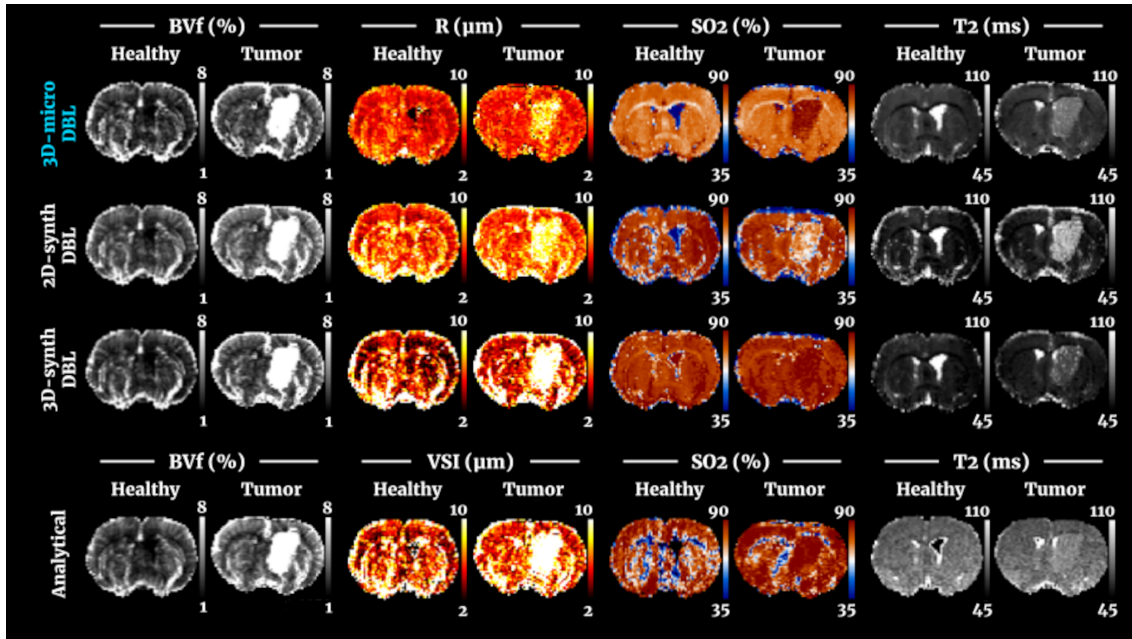 BVf (%) R (µm) SO2 (%) T2 (ms)
Healthy Tumor Healthy Tumor Healthy Tumor Healthy Tumor
3D-micro
DBL
8 8 10 10 90 90 110 110
1 1 2 2 35 35 45 45
2D-synth
DBL
8 8 10 10 90 90 110 110
1 1 2 2 35 35 45 45
3D-synth
DBL
8 8 10 10 90 90 110 110
1 1 2 2 35 35 45 45
BVf (%) VSI (µm) SO2 (%) T2 (ms)
Healthy Tumor Healthy Tumor Healthy Tumor Healthy Tumor
Analytical
8 8 10 10 90 90 110 110
1 1 2 2 35 35 45 45